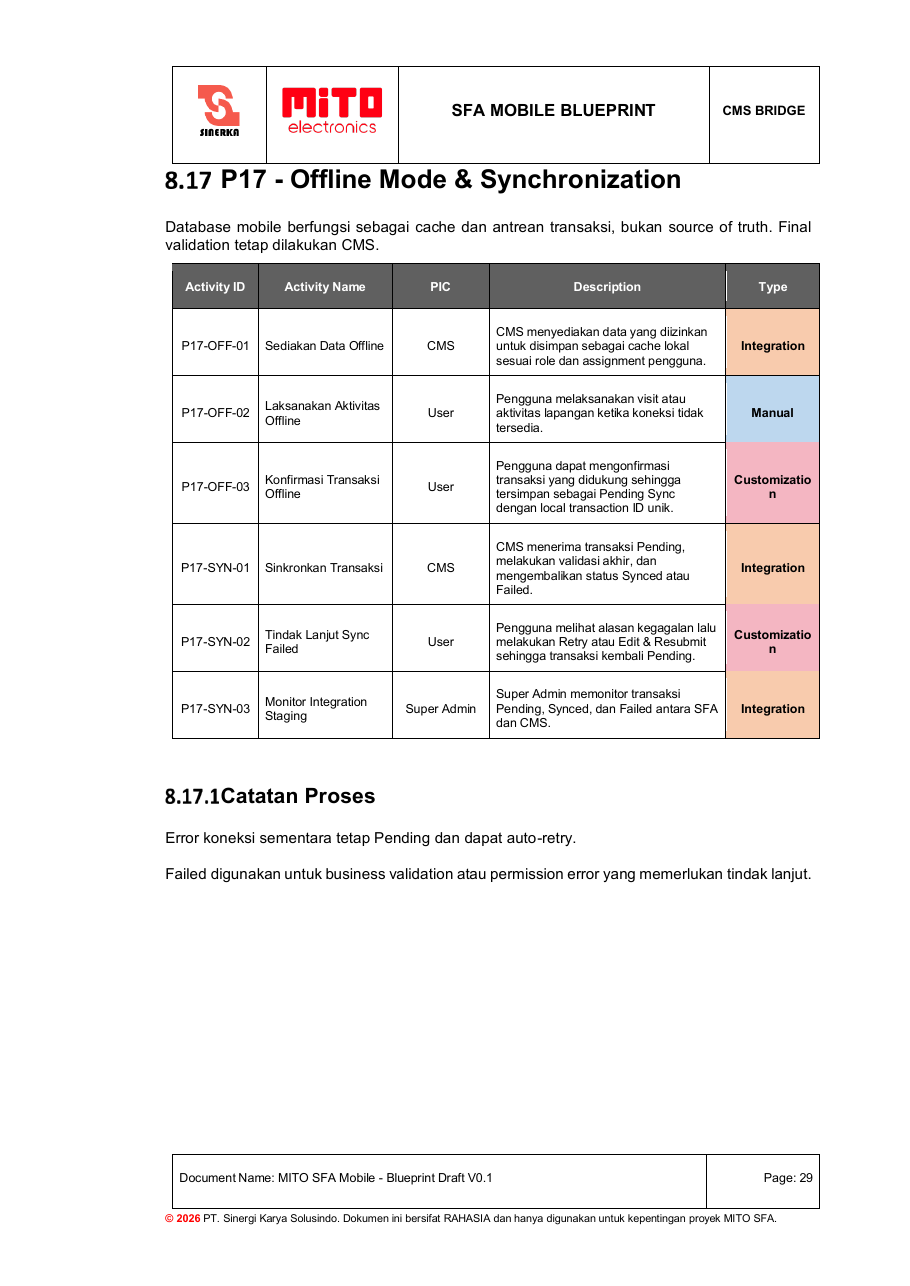 SINERKA
MiTO
electronics
SFA MOBILE BLUEPRINT
CMS BRIDGE
8.17 P17 - Offline Mode & Synchronization
Database mobile berfungsi sebagai cache dan antrean transaksi, bukan source of truth. Final
validation tetap dilakukan CMS.
Activity ID
Activity Name
PIC
Description
Type
P17-OFF-01
Sediakan Data Offline
CMS
CMS menyediakan data yang diizinkan
untuk disimpan sebagai cache lokal
sesuai role dan assignment pengguna.
Integration
P17-OFF-02
Laksanakan Aktivitas
Offline
User
Pengguna melaksanakan visit atau
aktivitas lapangan ketika koneksi tidak
tersedia.
Manual
P17-OFF-03
Konfirmasi Transaksi
Offline
User
Pengguna dapat mengonfirmasi
transaksi yang didukung sehingga
tersimpan sebagai Pending Sync
dengan local transaction ID unik.
Customizatio
n
P17-SYN-01
Sinkronkan Transaksi
CMS
CMS menerima transaksi Pending,
melakukan validasi akhir, dan
mengembalikan status Synced atau
Failed.
Integration
P17-SYN-02
Tindak Lanjut Sync
Failed
User
Pengguna melihat alasan kegagalan lalu
melakukan Retry atau Edit & Resubmit
sehingga transaksi kembali Pending.
Customizatio
n
P17-SYN-03
Monitor Integration
Staging
Super Admin
Super Admin memonitor transaksi
Pending, Synced, dan Failed antara SFA
dan CMS.
Integration
8.17.1Catatan Proses
Error koneksi sementara tetap Pending dan dapat auto-retry.
Failed digunakan untuk business validation atau permission error yang memerlukan tindak lanjut.
Document Name: MITO SFA Mobile - Blueprint Draft V0.1
Page: 29
© 2026 PT. Sinergi Karya Solusindo. Dokumen ini bersifat RAHASIA dan hanya digunakan untuk kepentingan proyek MITO SFA.